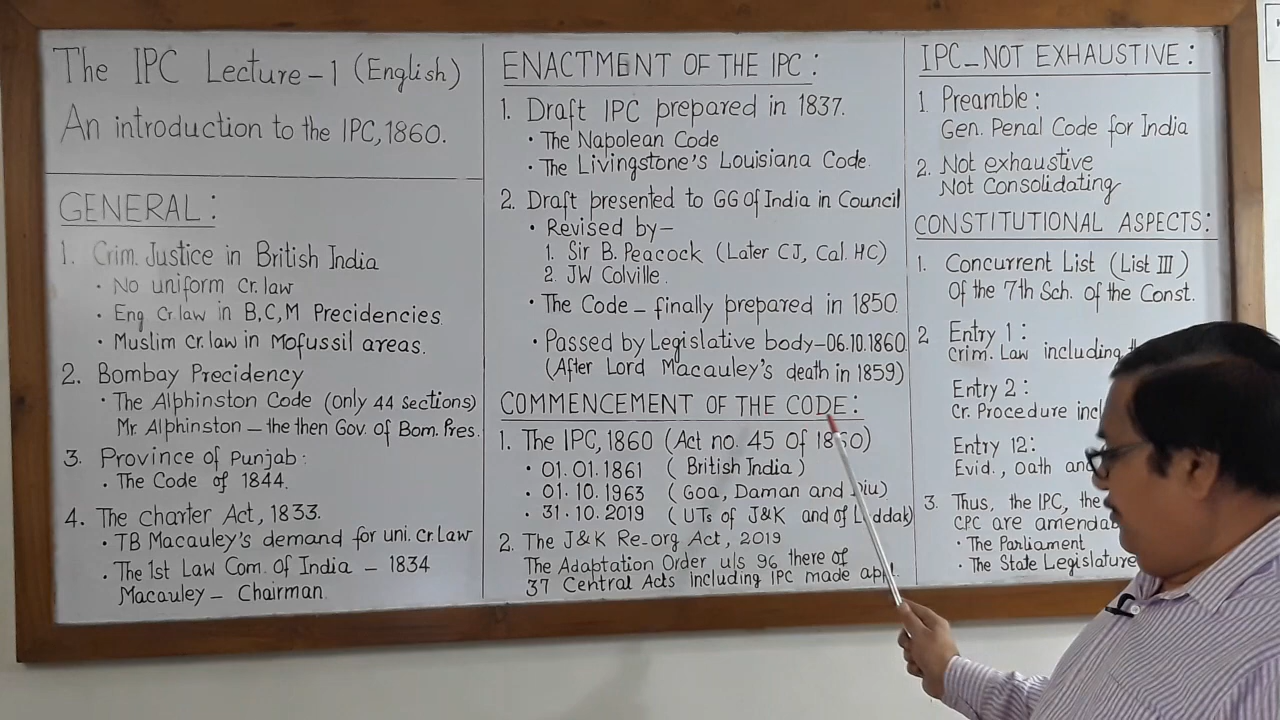 The IPC Lecture-1 (English)
An introduction to the IPC, 1860.
GENERAL:
1. Crim. Justice in British India
• No uniform Cr. law
• Eng. Cr. law in B,C,M Precidencies.
• Muslim Cr. law in Mofussil areas.
2. Bombay Precidency
• The Alphinston Code (only 44 sections)
Mr. Alphinston – the then Gov. of Bom. Pres.
3. Province of Punjab:
• The Code of 1844.
4. The Charter Act, 1833.
• TB Macauley's demand for uni. cr. Law
• The 1st Law Com. of India – 1834
Macauley – Chairman
ENACTMENT OF THE IPC:
1. Draft IPC prepared in 1837.
• The Napolean Code
• The Livingstone's Louisiana Code.
2. Draft presented to GG of India in Council
• Revised by–
1. Sir B. Peacock (Later CJ, Cal. HC)
2. JW Colville.
• The Code – finally prepared in 1850.
• Passed by Legislative body–06.10.1860
(After Lord Macauley's death in 1859)
COMMENCEMENT OF THE CODE:
1. The IPC, 1860 (Act no. 45 of 1860)
• 01.01.1861 (British India)
• 01.10.1963 (Goa, Daman and Diu)
• 31.10.2019 (UTs of J&K and of Laddak)
2. The J&K Re-org Act, 2019
The Adaptation Order u/s 96 there of
37 Central Acts including IPC made appl.
IPC–NOT EXHAUSTIVE:
1. Preamble:
Gen. Penal Code for India
2. Not exhaustive
Not Consolidating
CONSTITUTIONAL ASPECTS:
1. Concurrent List (List III)
Of the 7th Sch. of the Const.
2 Entry 1:
Crim. Law including
Entry 2:
Cr. Procedure
Entry 12:
Evid., oath and
3. Thus, the IPC, the
CPC are
• The Parliament
• The State Legislature